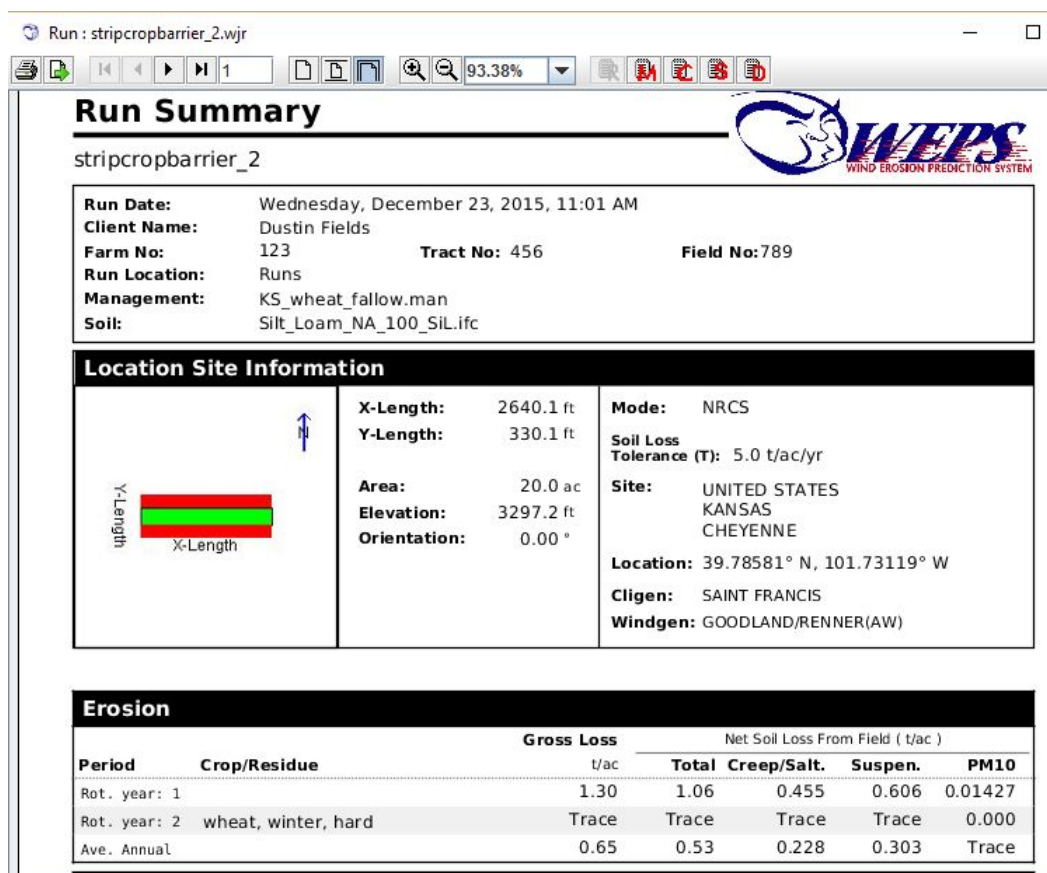 Run : stripcropbarrier_2.wjr
1 93.38% R M C S D
Run Summary
WEPS
WIND EROSION PREDICTION SYSTEM
stripcropbarrier_2
Run Date: Wednesday, December 23, 2015, 11:01 AM
Client Name: Dustin Fields
Farm No: 123 Tract No: 456 Field No:789
Run Location: Runs
Management: KS_wheat_fallow.man
Soil: Silt_Loam_NA_100_SiL.ifc
Location Site Information
N
Y-Length
X-Length
X-Length: 2640.1 ft
Y-Length: 330.1 ft
Area: 20.0 ac
Elevation: 3297.2 ft
Orientation: 0.00 °
Mode: NRCS
Soil Loss
Tolerance (T): 5.0 t/ac/yr
Site: UNITED STATES
KANSAS
CHEYENNE
Location: 39.78581° N, 101.73119° W
Cligen: SAINT FRANCIS
Windgen: GOODLAND/RENNER(AW)
Erosion
Gross Loss Net Soil Loss From Field ( t/ac )
Period Crop/Residue t/ac Total Creep/Salt. Suspen. PM10
Rot. year: 1 1.30 1.06 0.455 0.606 0.01427
Rot. year: 2 wheat, winter, hard Trace Trace Trace Trace 0.000
Ave. Annual 0.65 0.53 0.228 0.303 Trace